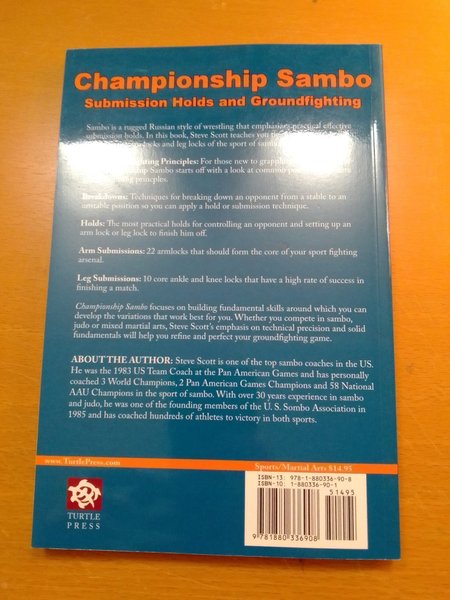 Championship Sambo
Submission Holds and Groundfighting
Sambo is a rugged Russian style of wrestling that emphasizes practical effective
submission holds. In this book, Steve Scott teaches you
locks and leg locks of the sport of sambo
ghting Principles: For those new to grappling
Sambo starts off with a look at common
principles.
Breakdowns: Techniques for breaking down an opponent from a stable to an
unstable position so you can apply a hold or submission technique.
Holds: The most practical holds for controlling an opponent and setting up an
arm lock or leg lock to finish him off.
Arm Submissions: 22 armlocks that should form the core of your sport fighting
arsenal.
Leg Submissions: 10 core ankle and knee locks that have a high rate of success in
finishing a match.
Championship Sambo focuses on building fundamental skills around which you can
develop the variations that work best for you. Whether you compete in sambo,
judo or mixed martial arts, Steve Scott's emphasis on technical precision and solid
fundamentals will help you refine and perfect your groundfighting game.
ABOUT THE AUTHOR: Steve Scott is one of the top sambo coaches in the US.
He was the 1983 US Team Coach at the Pan American Games and has personally
coached 3 World Champions, 2 Pan American Games Champions and 58 National
AAU Champions in the sport of sambo. With over 30 years experience in sambo
and judo, he was one of the founding members of the U. S. Sombo Association in
1985 and has coached hundreds of athletes to victory in both sports.
www.TurtlePress.com
Sports/Martial Arts $14.95
ISBN-13: 978-1-880336-90-8
ISBN-10: 1-880336-90-1
51495
9 781880 336908
TURTLE
PRESS